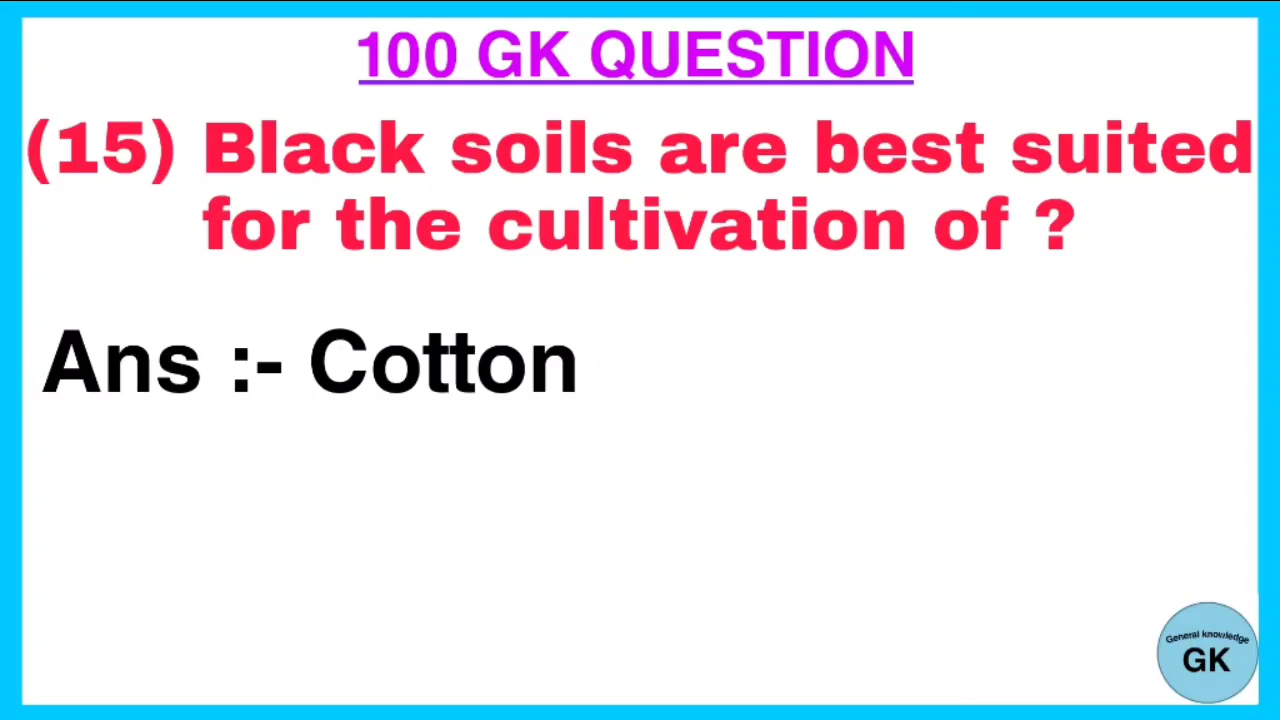 100 GK QUESTION
(15) Black soils are best suited
for the cultivation of ?
Ans :- Cotton
General knowledge
GK